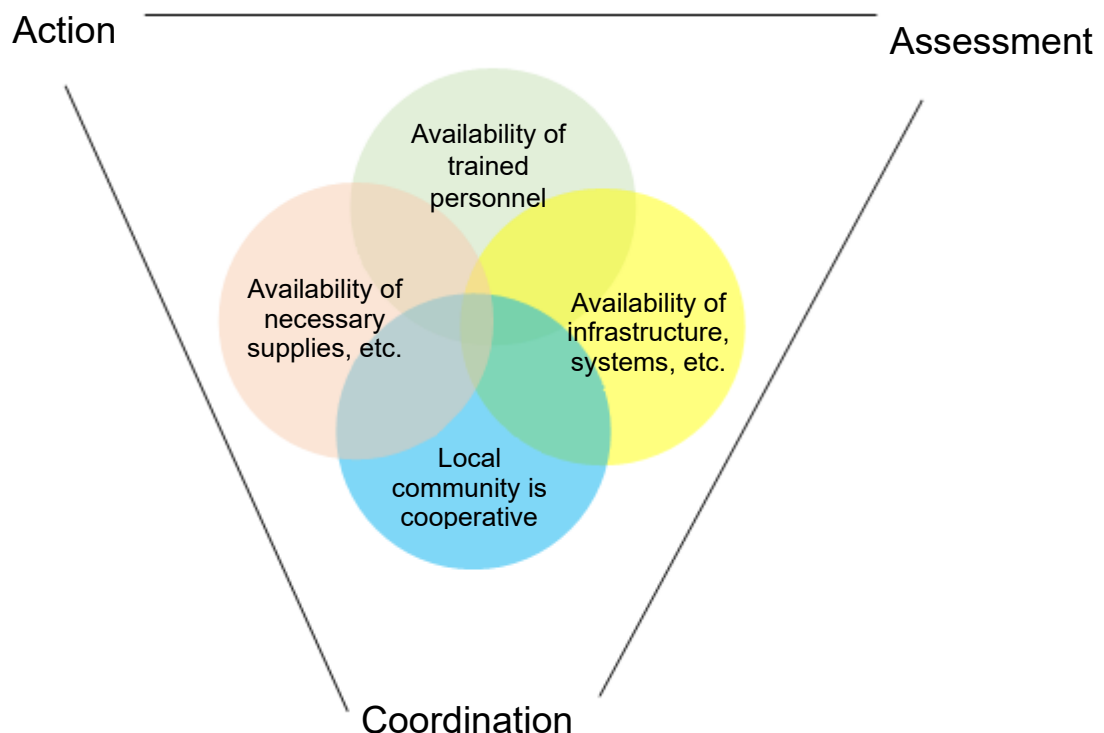 Action
Assessment
Availability of
trained
personnel
Availability of
necessary
supplies, etc.
Availability of
infrastructure,
systems, etc.
Local
community is
cooperative
Coordination